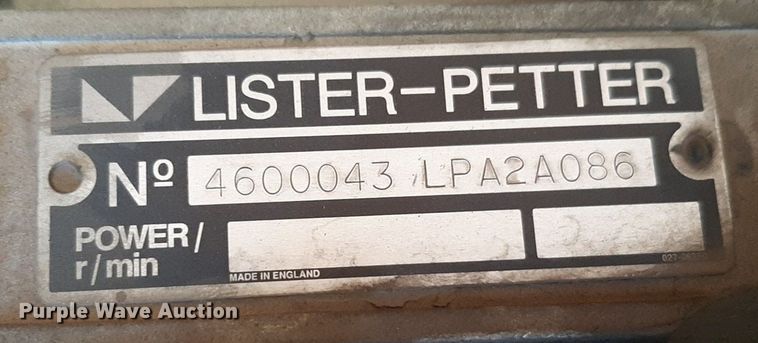 LISTER-PETTER
Nº 4600043 LPA2A086
POWER/
r/min
MADE IN ENGLAND
Purple Wave Auction